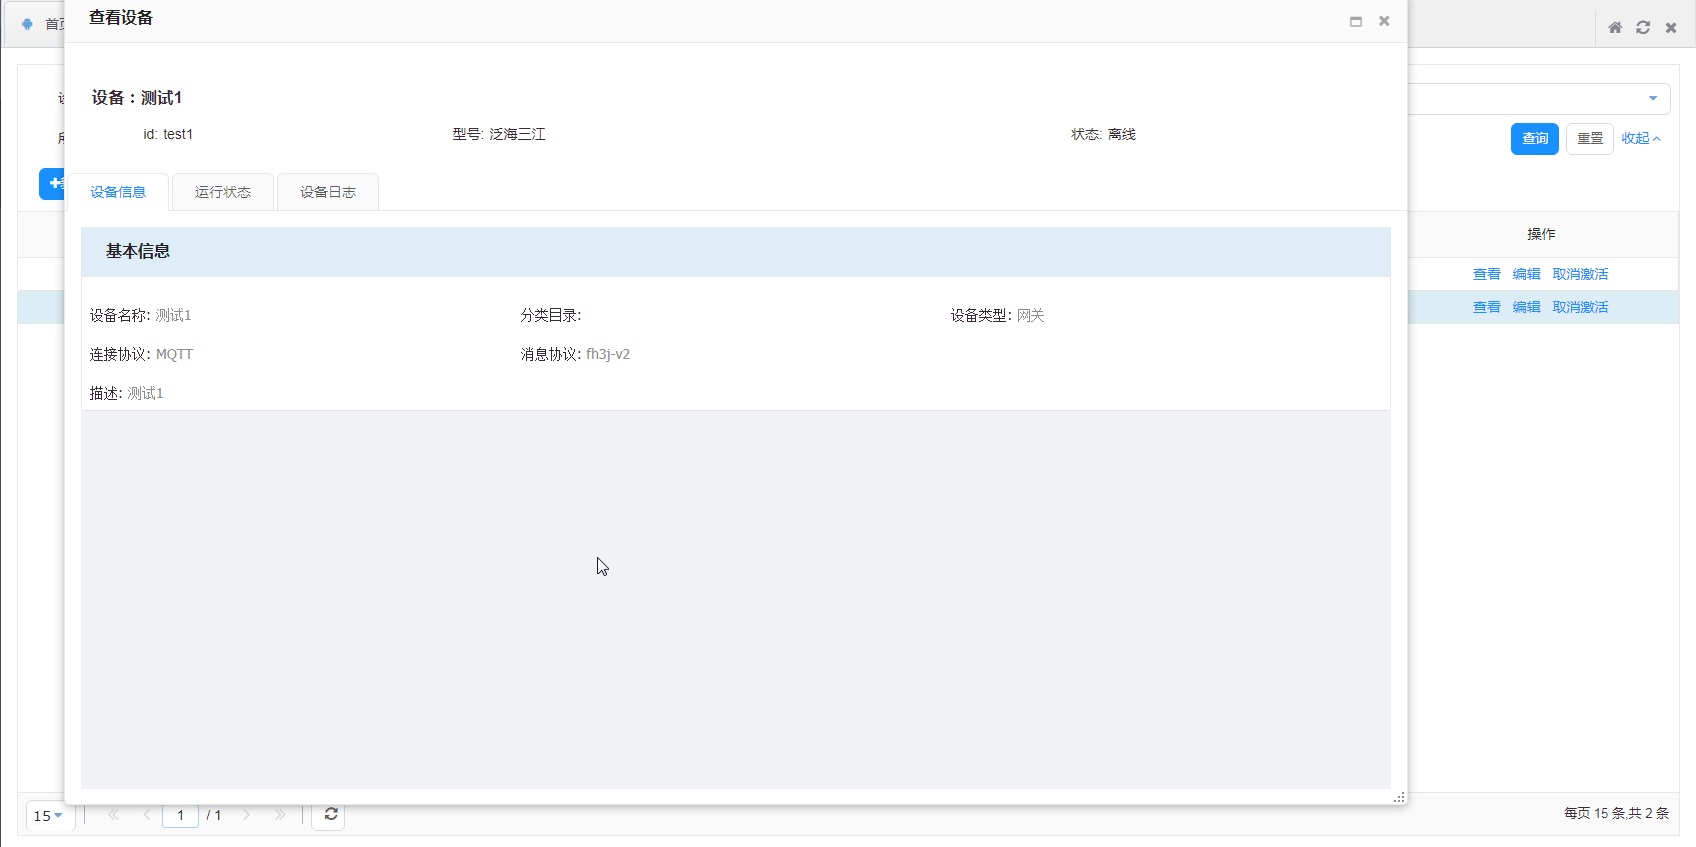 首页
查看设备
设备：测试1
id: test1
型号: 泛海三江
状态: 离线
查询
重置
收起
设备信息
运行状态
设备日志
操作
基本信息
查看 编辑 取消激活
查看 编辑 取消激活
设备名称: 测试1
分类目录:
设备类型: 网关
连接协议: MQTT
消息协议: fh3j-v2
描述: 测试1
15
1
/ 1
每页 15 条,共 2 条